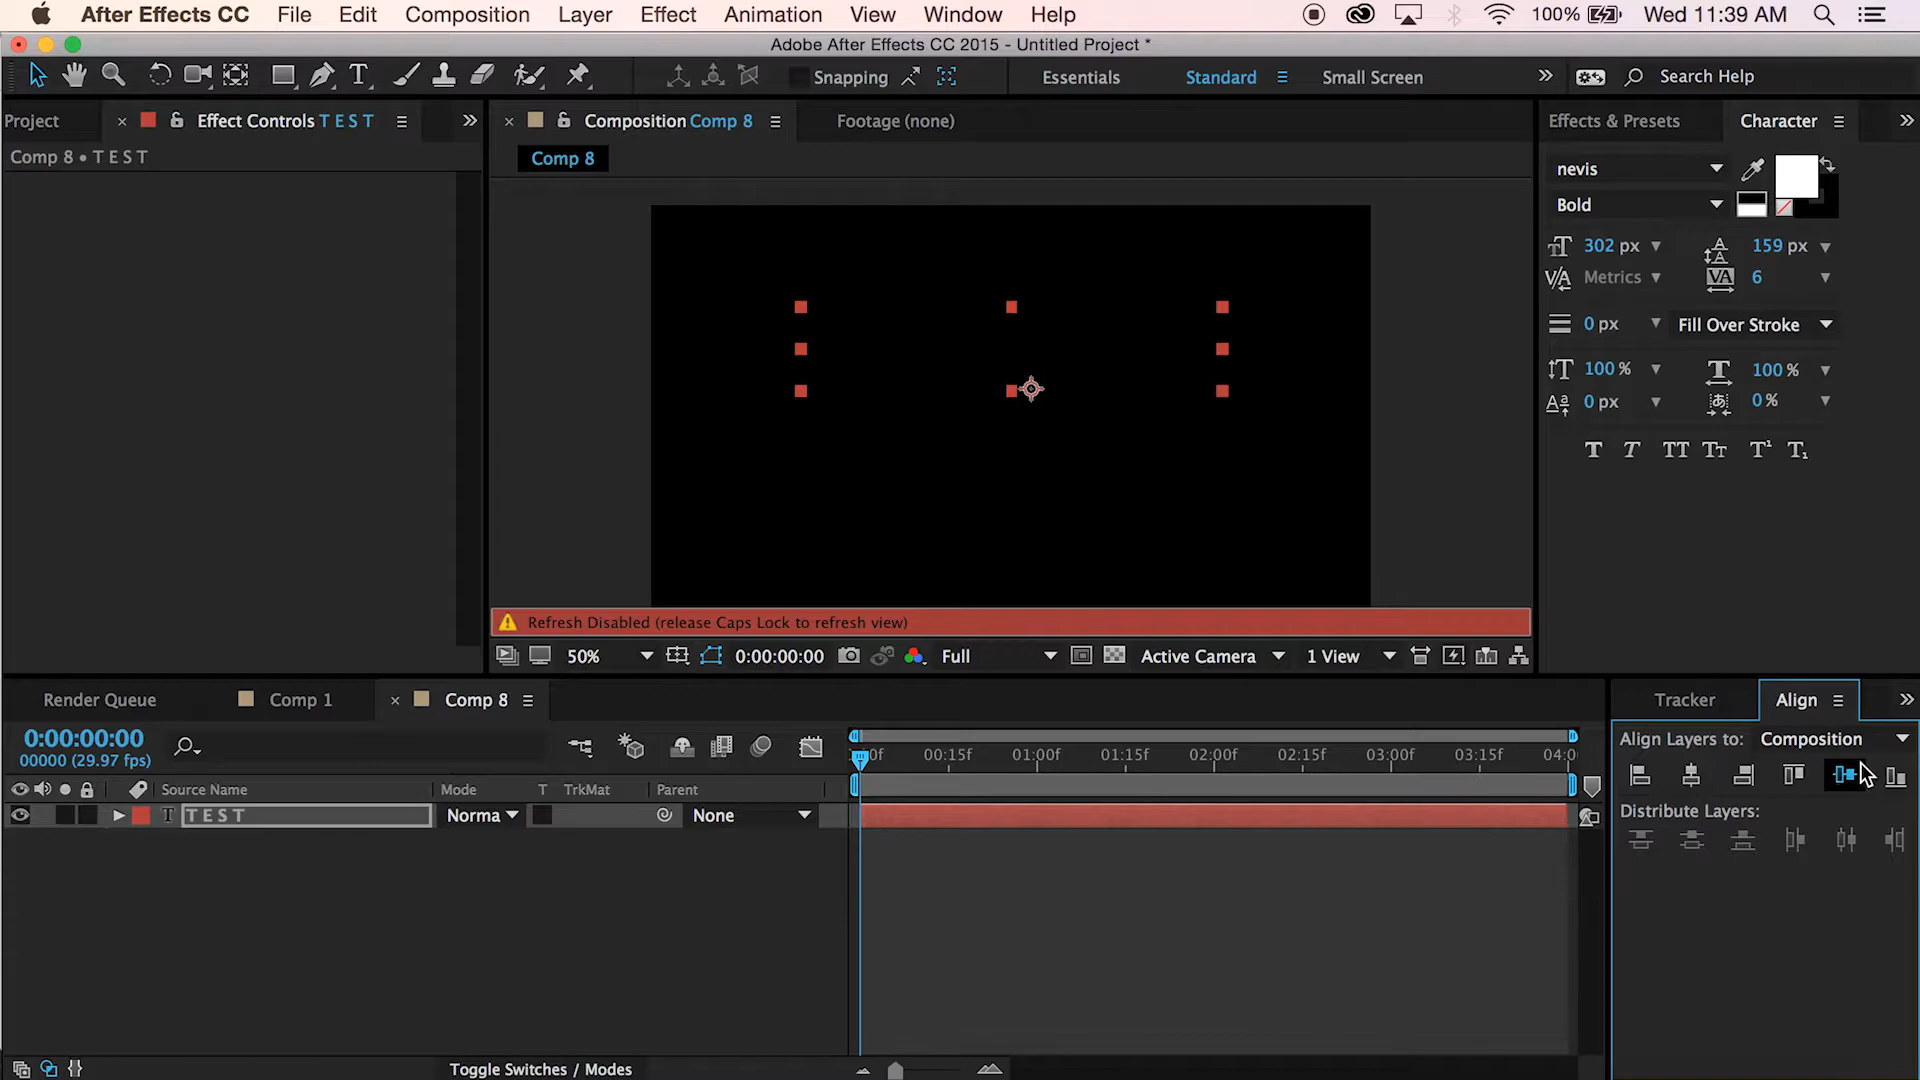 After Effects CC File Edit Composition Layer Effect Animation View Window Help 100% Wed 11:39 AM
Adobe After Effects CC 2015 - Untitled Project *
Snapping Essentials Standard Small Screen Search Help
Project Effect Controls T E S T Composition Comp 8 Footage (none) Effects & Presets Character
Comp 8 • T E S T Comp 8
nevis
Bold
302 px 159 px
Metrics 6
0 px Fill Over Stroke
100 % 100 %
0 px 0 %
Refresh Disabled (release Caps Lock to refresh view)
50% 0:00:00:00 Full Active Camera 1 View
Render Queue Comp 1 Comp 8 Tracker Align
0:00:00:00
00000 (29.97 fps)
Align Layers to: Composition
:00f 00:15f 01:00f 01:15f 02:00f 02:15f 03:00f 03:15f 04:0
Source Name Mode T TrkMat Parent
Distribute Layers:
T T E S T Norma None
Toggle Switches / Modes